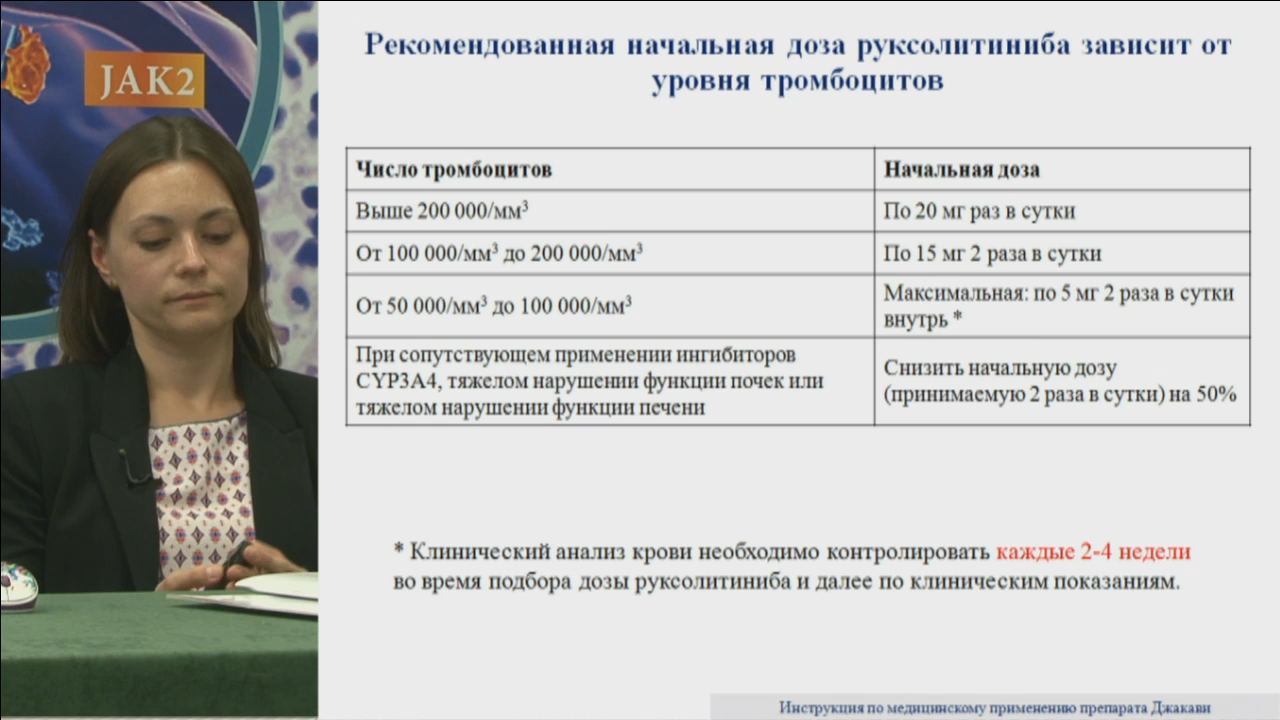 JAK2
Рекомендованная начальная доза руксолитиниба зависит от
уровня тромбоцитов
Число тромбоцитов
Начальная доза
Выше 200 000/мм³
По 20 мг раз в сутки
От 100 000/мм³ до 200 000/мм³
По 15 мг 2 раза в сутки
От 50 000/мм³ до 100 000/мм³
Максимальная: по 5 мг 2 раза в сутки
внутрь *
При сопутствующем применении ингибиторов
CYP3A4, тяжелом нарушении функции почек или
тяжелом нарушении функции печени
Снизить начальную дозу
(принимаемую 2 раза в сутки) на 50%
* Клинический анализ крови необходимо контролировать каждые 2-4 недели
во время подбора дозы руксолитиниба и далее по клиническим показаниям.
Инструкция по медицинскому применению препарата Джакави